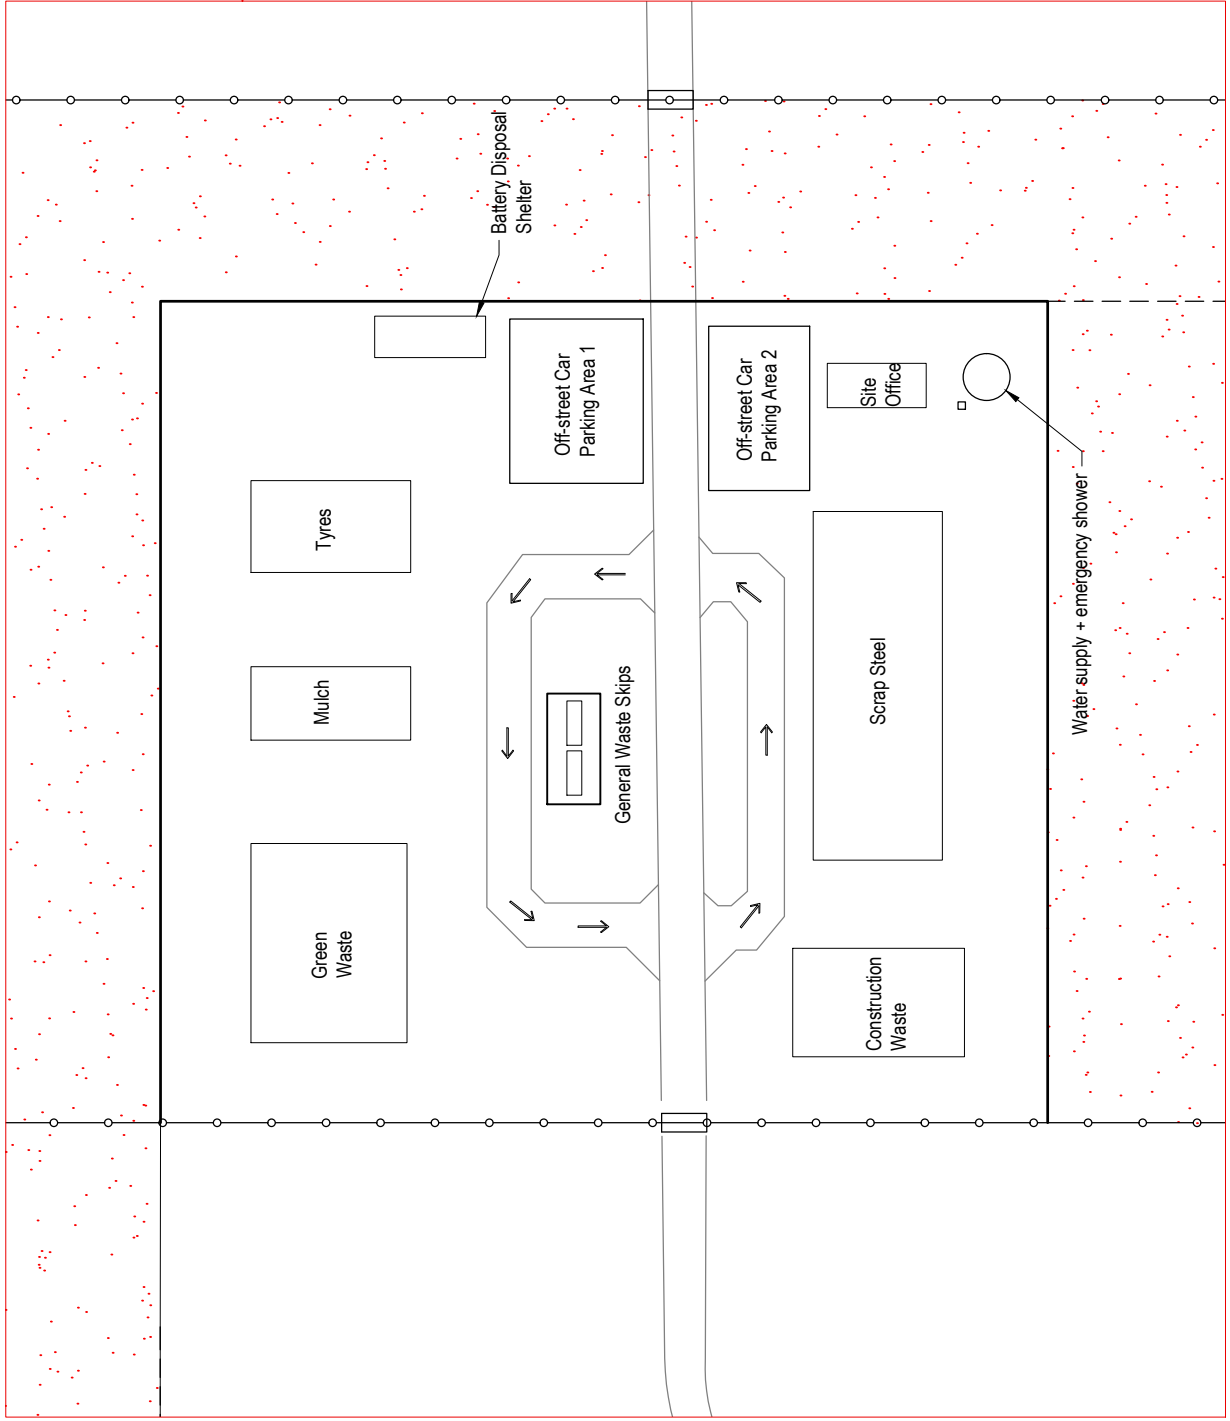 Battery Disposal
Shelter
Off-street Car
Parking Area 1
Off-street Car
Parking Area 2
Site
Office
Tyres
Mulch
General Waste Skips
Scrap Steel
Water supply + emergency shower
Green
Waste
Construction
Waste